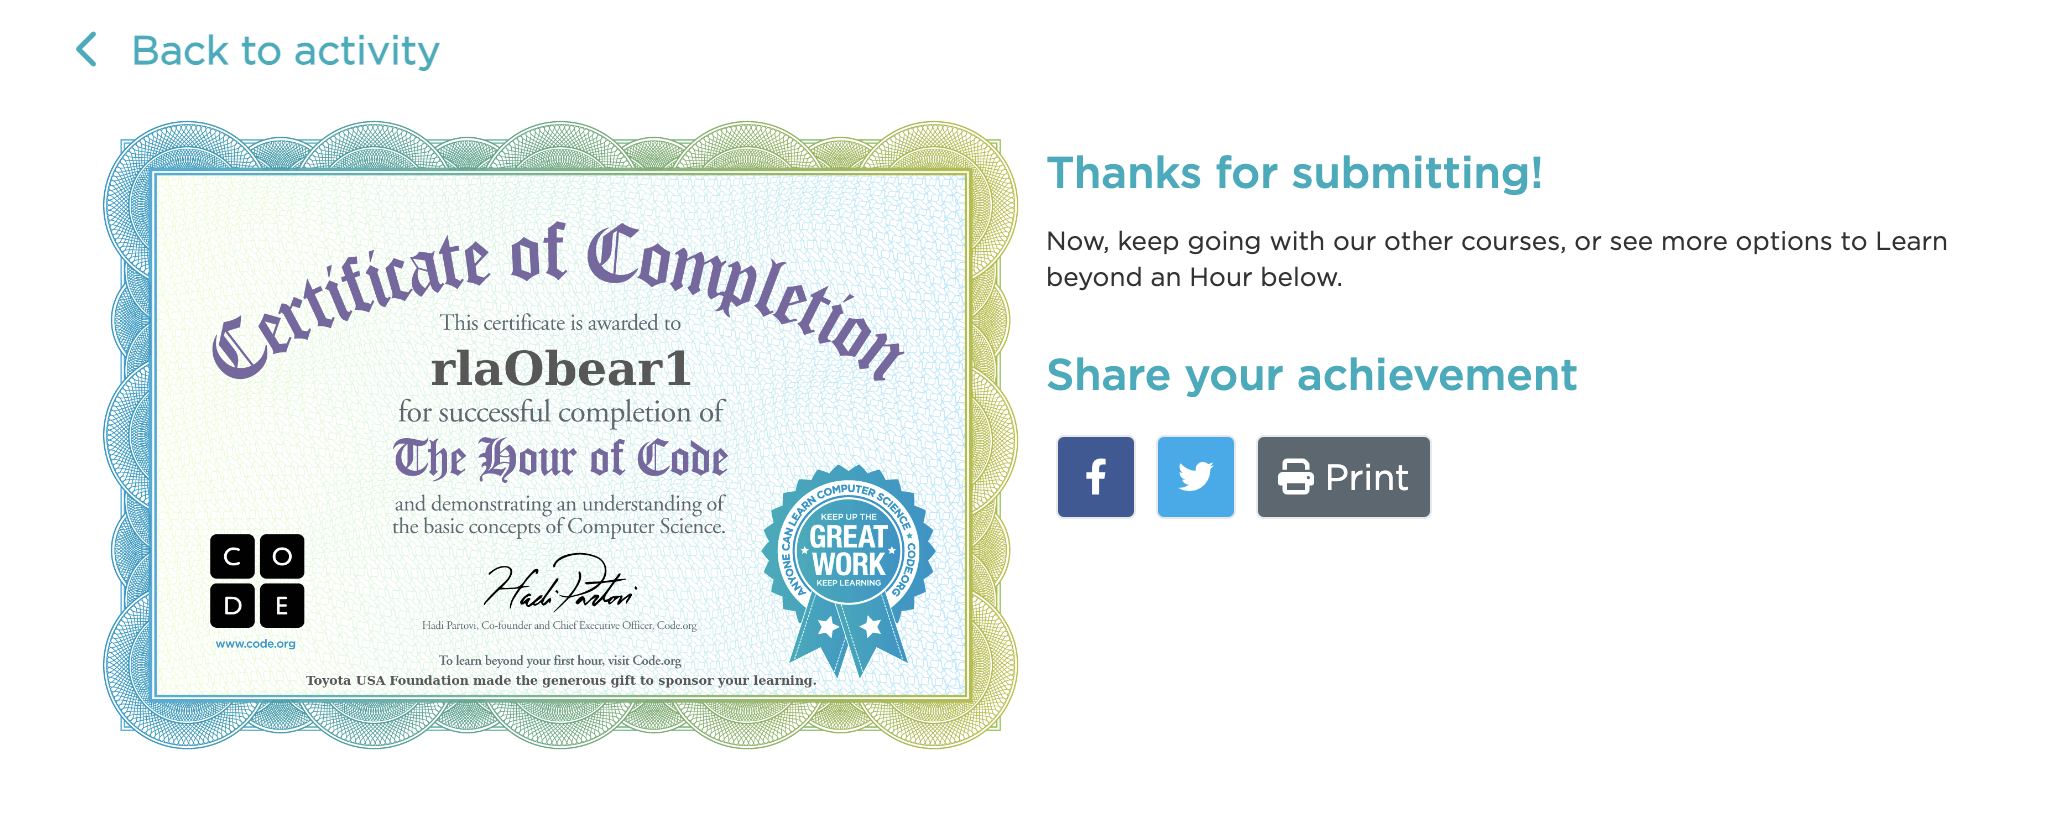 Back to activity
Certificate of Completion
This certificate is awarded to
rlaObear1
for successful completion of
The Hour of Code
and demonstrating an understanding of
the basic concepts of Computer Science.
Hadi Partovi
Hadi Partovi, Co-founder and Chief Executive Officer, Code.org
To learn beyond your first hour, visit Code.org
Toyota USA Foundation made the generous gift to sponsor your learning.
C O
D E
www.code.org
ANYONE CAN LEARN COMPUTER SCIENCE ★ CODE.ORG
KEEP UP THE
GREAT
WORK
KEEP LEARNING
Thanks for submitting!
Now, keep going with our other courses, or see more options to Learn
beyond an Hour below.
Share your achievement
f
Print